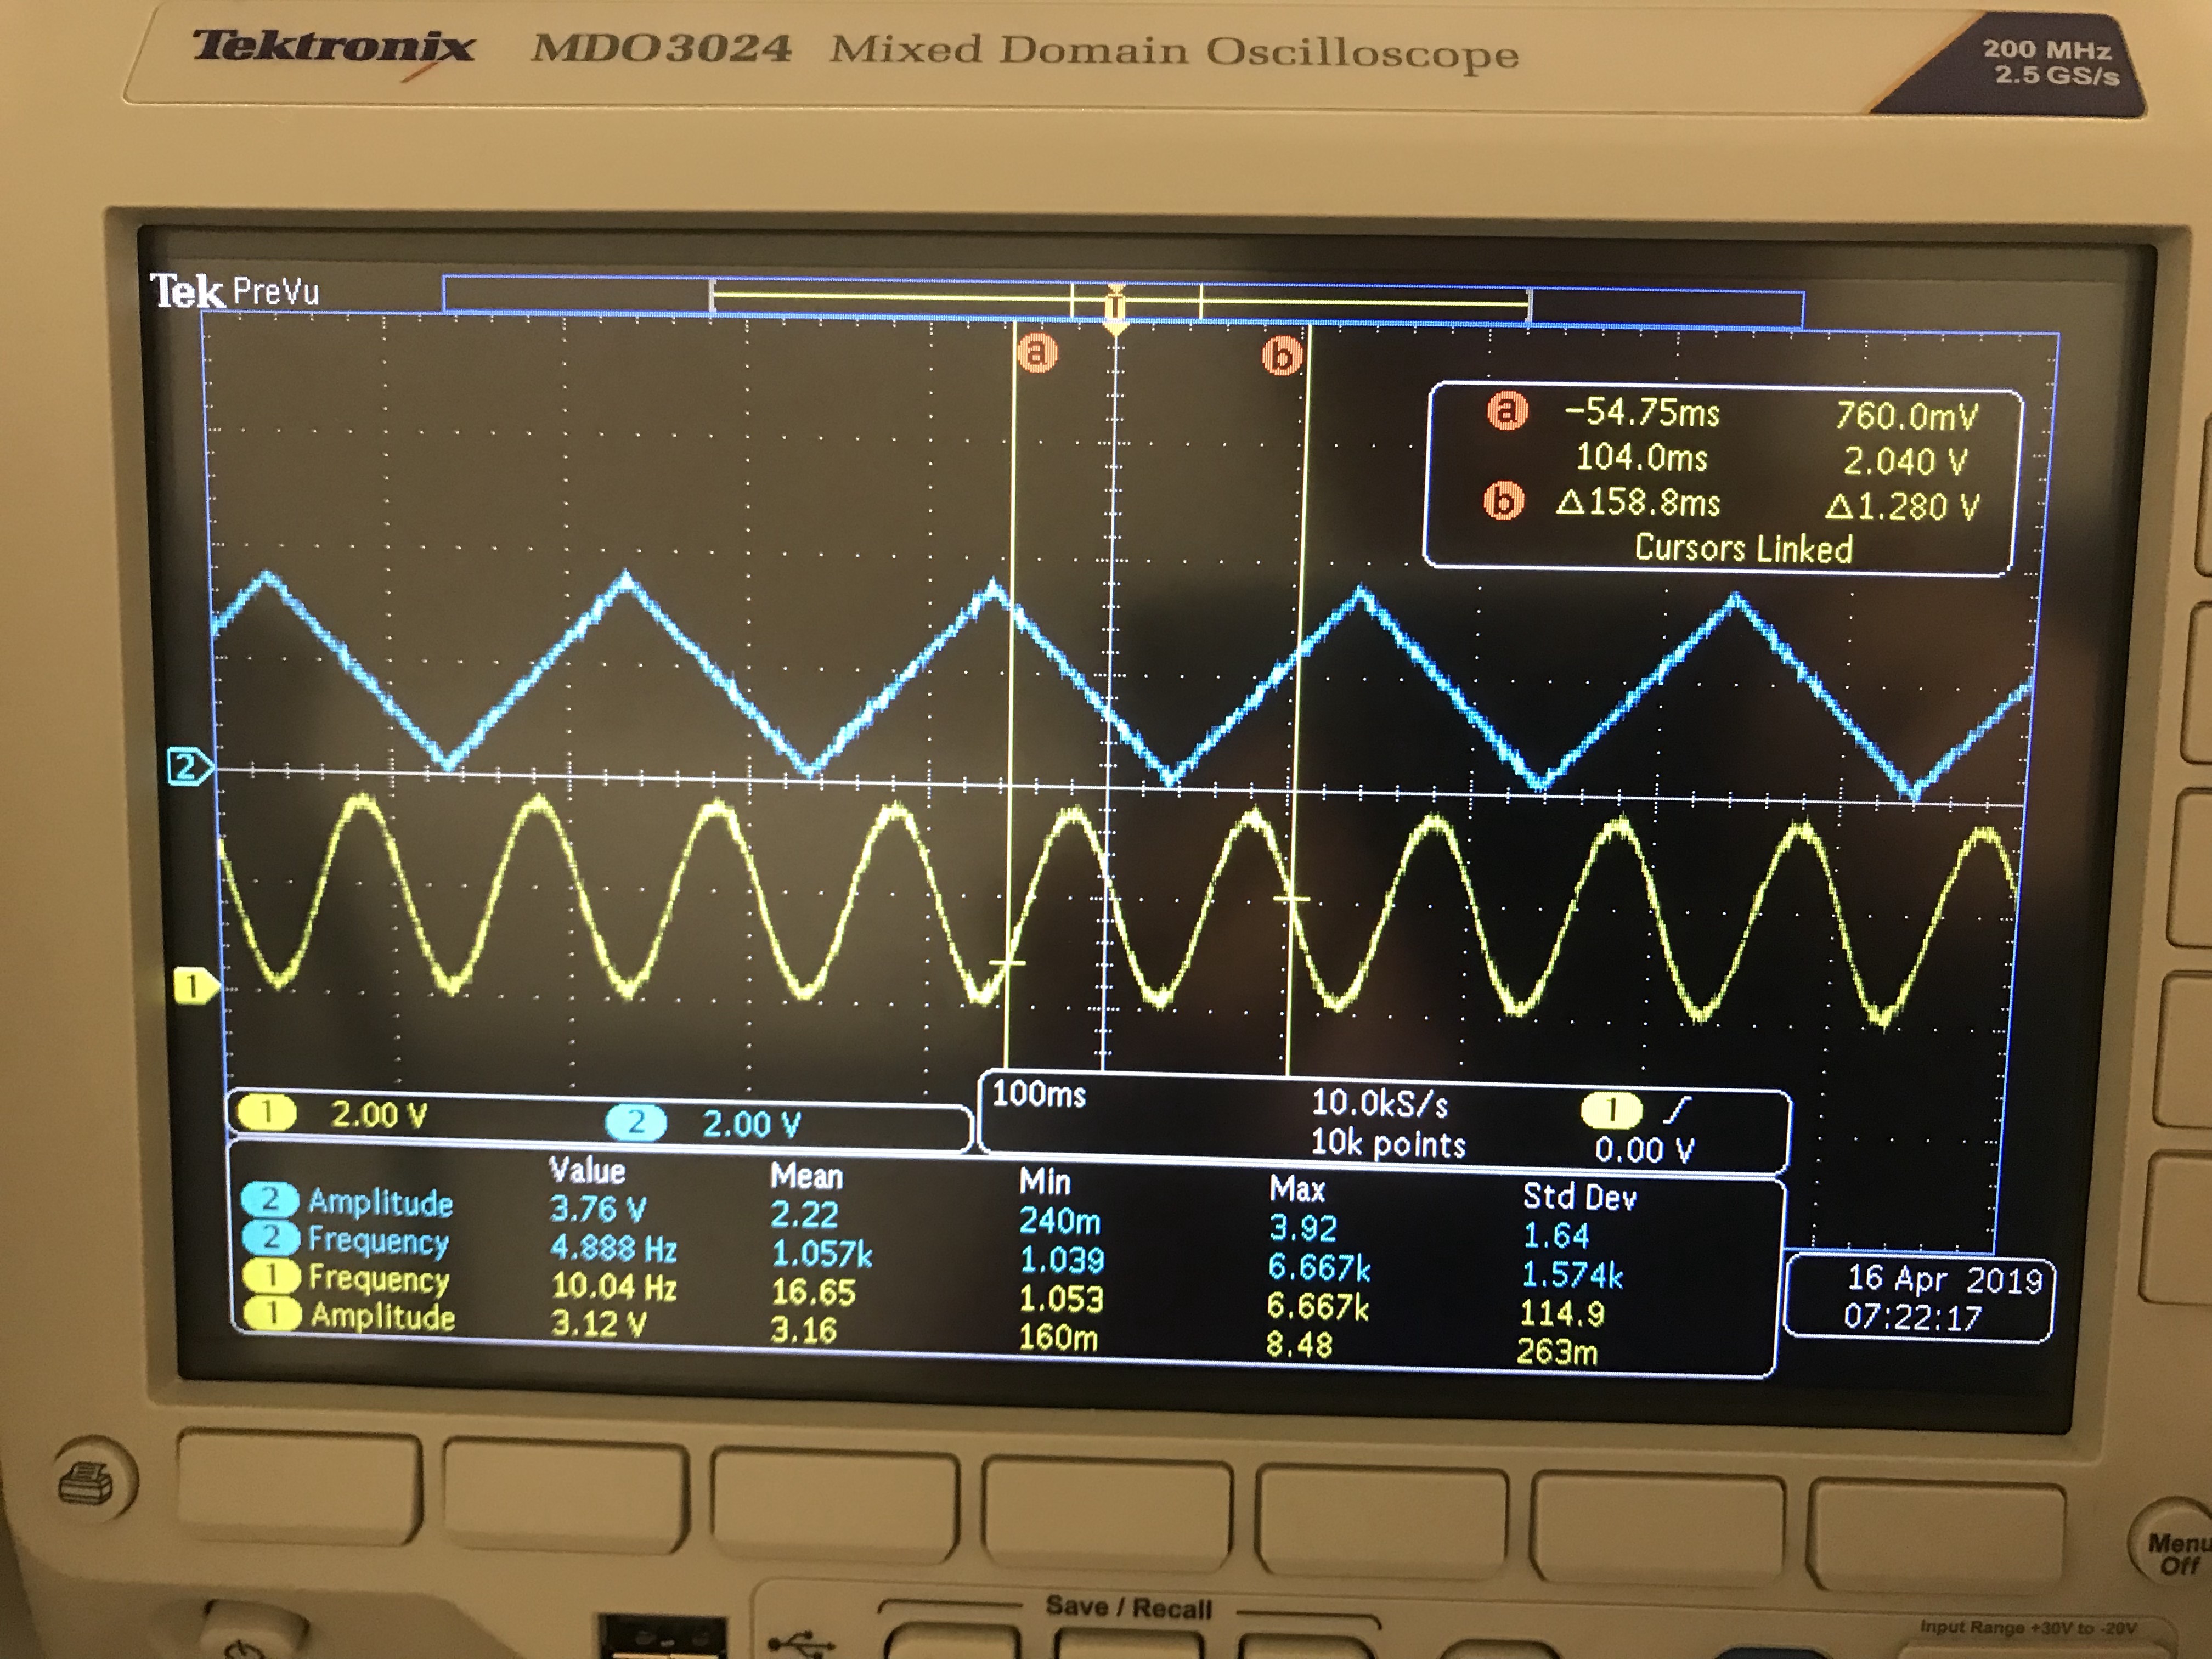 Tektronix MDO3024 Mixed Domain Oscilloscope
200 MHz
2.5 GS/s
Tek PreVu
T
a
b
a -54.75ms 760.0mV
104.0ms 2.040 V
b Δ158.8ms Δ1.280 V
Cursors Linked
2
1
1 2.00 V 2 2.00 V
100ms 10.0kS/s 1
10k points 0.00 V
Value Mean Min Max Std Dev
2 Amplitude 3.76 V 2.22 240m 3.92 1.64
2 Frequency 4.888 Hz 1.057k 1.039 6.667k 1.574k
1 Frequency 10.04 Hz 16.65 1.053 6.667k 114.9
1 Amplitude 3.12 V 3.16 160m 8.48 263m
16 Apr 2019
07:22:17
Menu
Off
Save / Recall
Input Range +30V to -20V